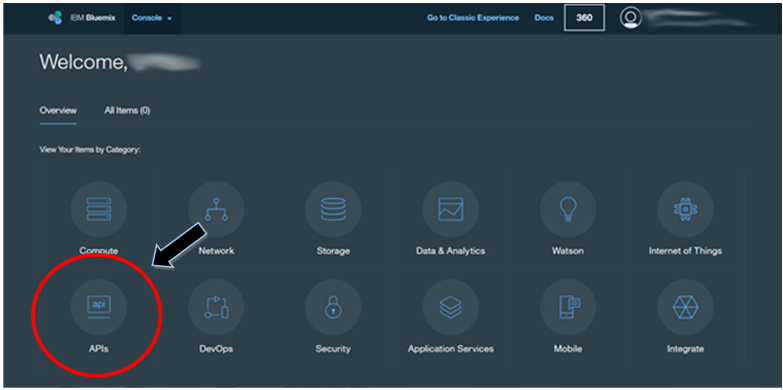 IBM Bluemix Console Go to Classic Experience Docs 360
Welcome,
Overview All Items (0)
View Your Items by Category:
Compute Network Storage Data & Analytics Watson Internet of Things
api
APIs DevOps Security Application Services Mobile Integrate